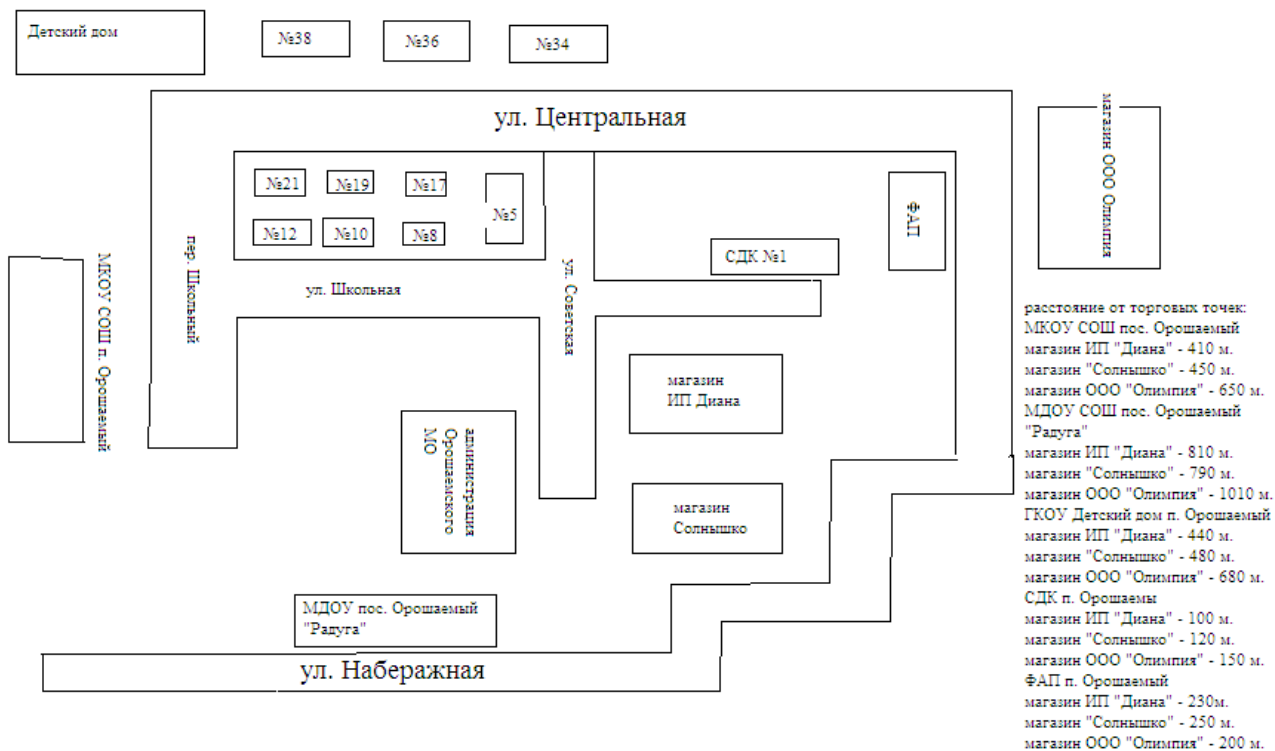 Детский дом
№38
№36
№34
ул. Центральная
магазин ООО Олимпия
№21
№19
№17
№5
№12
№10
№8
ФАП
СДК №1
пер. Школьный
ул. Школьная
ул. Советская
МКОУ СОШ п. Орошаемый
магазин
ИП Диана
администрация
Орошаемского
МО
магазин
Солнышко
МДОУ пос. Орошаемый
"Радуга"
ул. Набережная
расстояние от торговых точек:
МКОУ СОШ пос. Орошаемый
магазин ИП "Диана" - 410 м.
магазин "Солнышко" - 450 м.
магазин ООО "Олимпия" - 650 м.
МДОУ СОШ пос. Орошаемый
"Радуга"
магазин ИП "Диана" - 810 м.
магазин "Солнышко" - 790 м.
магазин ООО "Олимпия" - 1010 м.
ГКОУ Детский дом п. Орошаемый
магазин ИП "Диана" - 440 м.
магазин "Солнышко" - 480 м.
магазин ООО "Олимпия" - 680 м.
СДК п. Орошаемы
магазин ИП "Диана" - 100 м.
магазин "Солнышко" - 120 м.
магазин ООО "Олимпия" - 150 м.
ФАП п. Орошаемый
магазин ИП "Диана" - 230м.
магазин "Солнышко" - 250 м.
магазин ООО "Олимпия" - 200 м.